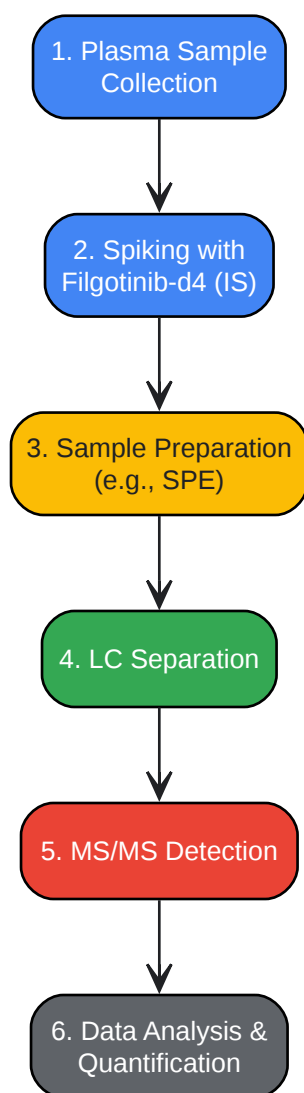 1. Plasma Sample
Collection
2. Spiking with
Filgotinib-d4 (IS)
3. Sample Preparation
(e.g., SPE)
4. LC Separation
5. MS/MS Detection
6. Data Analysis &
Quantification